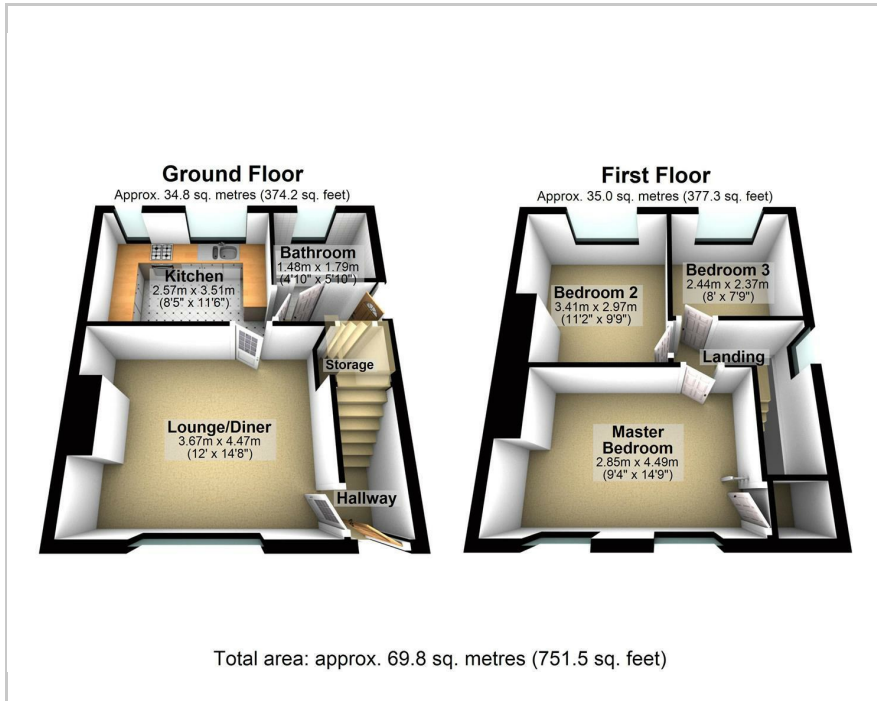 Ground Floor
Approx. 34.8 sq. metres (374.2 sq. feet)
Kitchen
2.57m x 3.51m
(8'5" x 11'6")
Bathroom
1.48m x 1.79m
(4'10" x 5'10")
Storage
Lounge/Diner
3.67m x 4.47m
(12' x 14'8")
Hallway
First Floor
Approx. 35.0 sq. metres (377.3 sq. feet)
Bedroom 2
3.41m x 2.97m
(11'2" x 9'9")
Bedroom 3
2.44m x 2.37m
(8' x 7'9")
Landing
Master
Bedroom
2.85m x 4.49m
(9'4" x 14'9")
Total area: approx. 69.8 sq. metres (751.5 sq. feet)